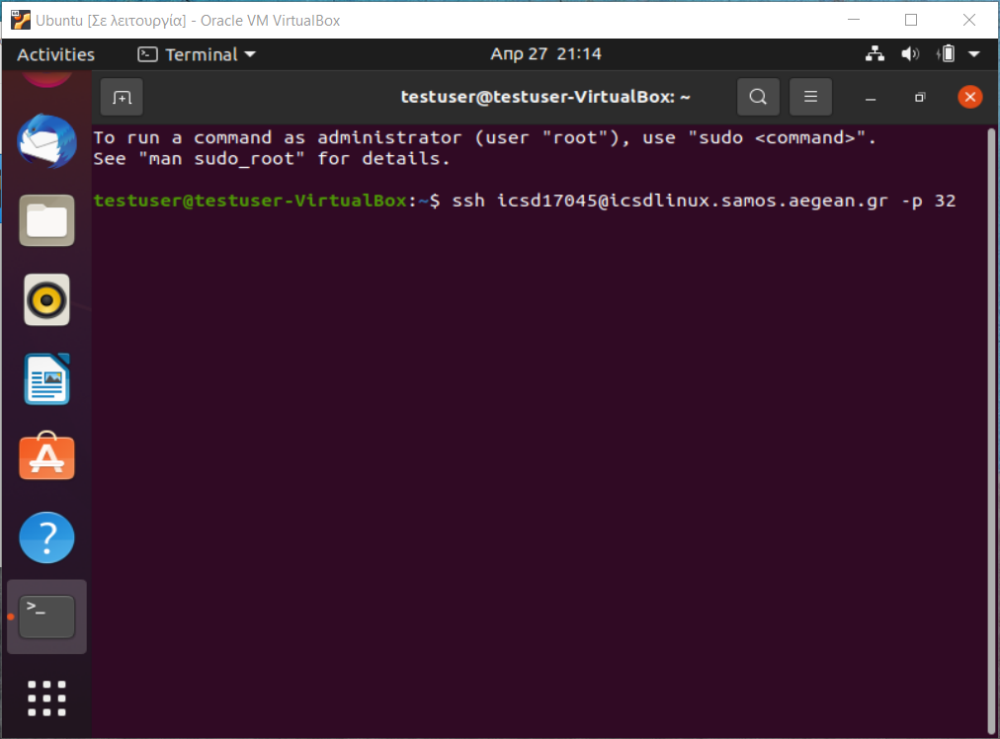 Ubuntu [Σε λειτουργία] - Oracle VM VirtualBox
Activities Terminal Απρ 27 21:14
testuser@testuser-VirtualBox: ~
To run a command as administrator (user "root"), use "sudo <command>".
See "man sudo_root" for details.
testuser@testuser-VirtualBox:~$ ssh icsd17045@icsdlinux.samos.aegean.gr -p 32